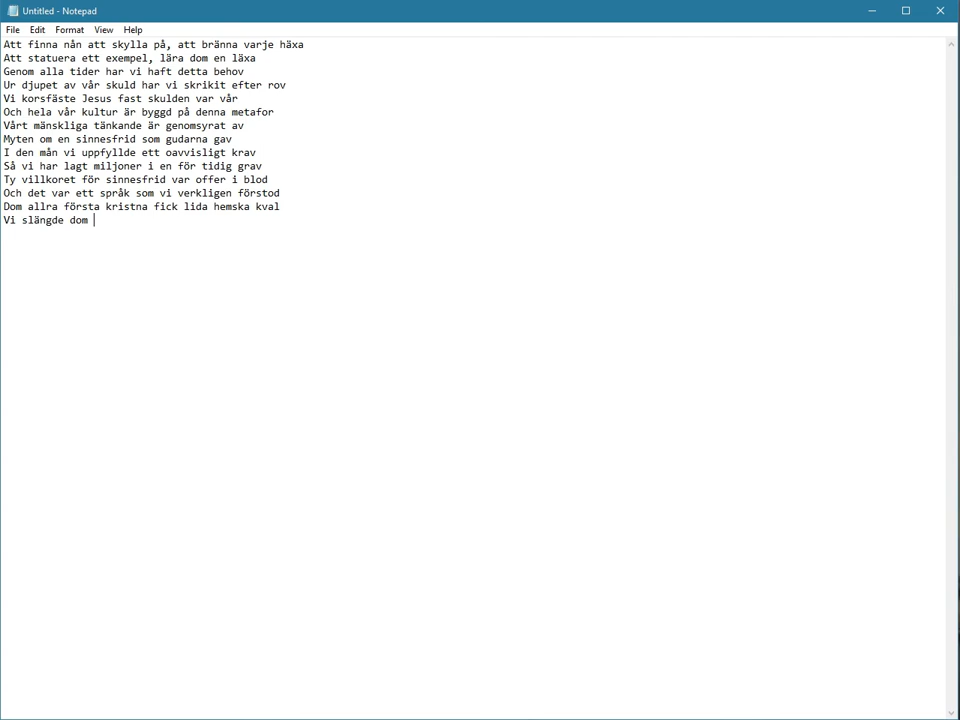 Untitled - Notepad
File Edit Format View Help
Att finna nån att skylla på, att bränna varje häxa
Att statuera ett exempel, lära dom en läxa
Genom alla tider har vi haft detta behov
Ur djupet av vår skuld har vi skrikit efter rov
Vi korsfäste Jesus fast skulden var vår
Och hela vår kultur är byggd på denna metafor
Vårt mänskliga tänkande är genomsyrat av
Myten om en sinnesfrid som gudarna gav
I den mån vi uppfyllde ett oavvisligt krav
Så vi har lagt miljoner i en för tidig grav
Ty villkoret för sinnesfrid var offer i blod
Och det var ett språk som vi verkligen förstod
Dom allra första kristna fick lida hemska kval
Vi slängde dom